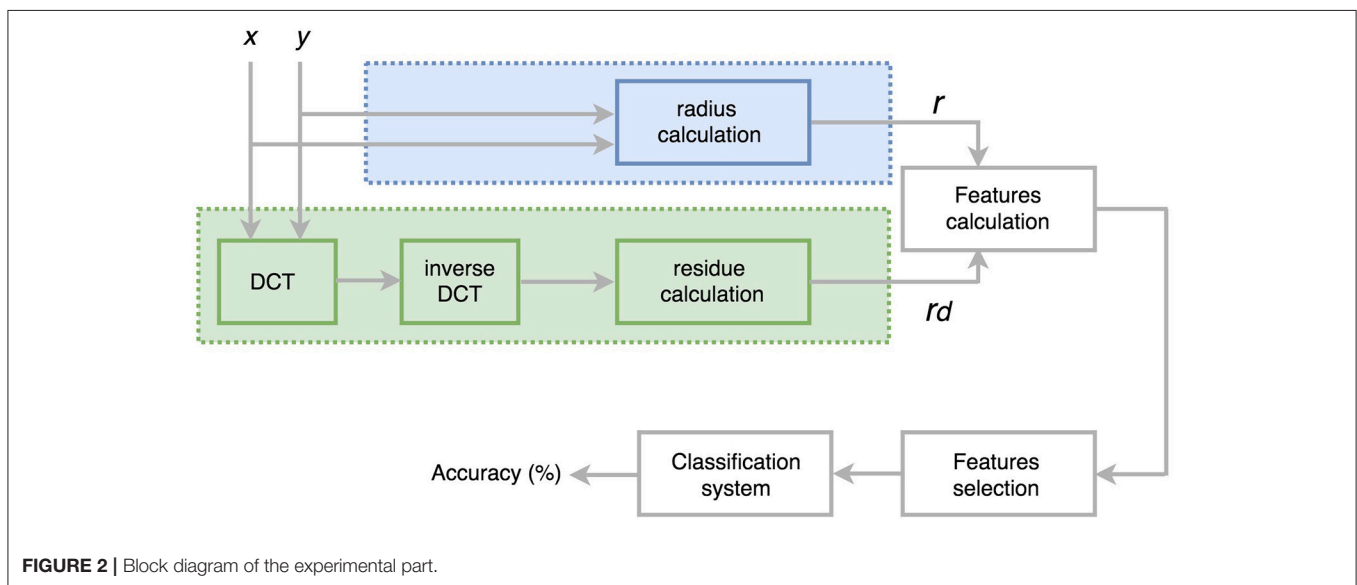 x y
radius
calculation
r
Features
calculation
DCT
inverse
DCT
residue
calculation
rd
Accuracy (%)
Classification
system
Features
selection
FIGURE 2 | Block diagram of the experimental part.